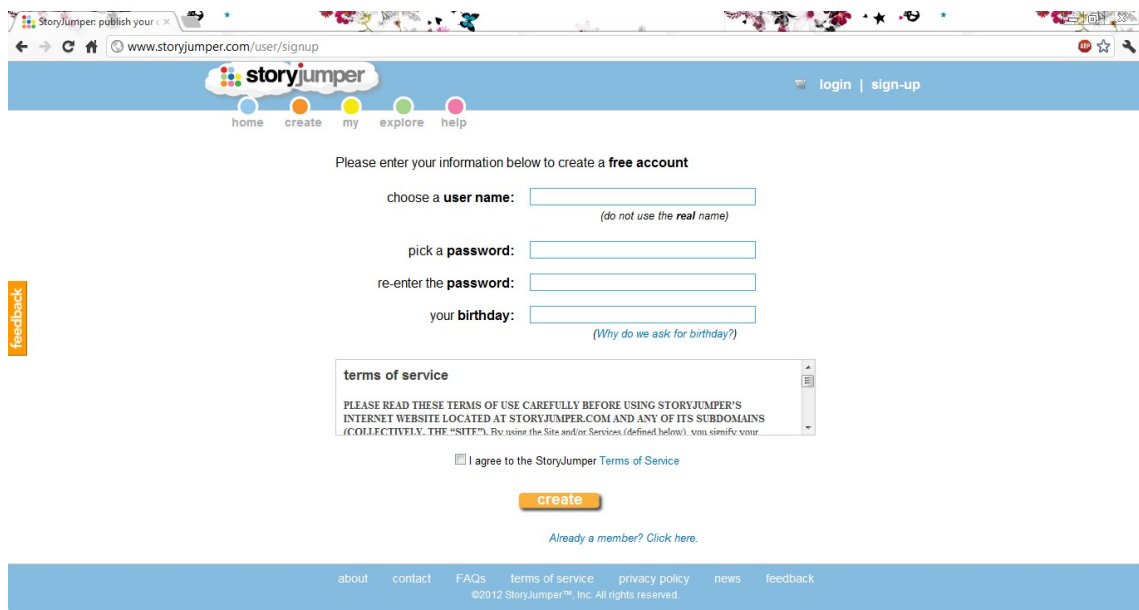 StoryJumper: publish your c
www.storyjumper.com/user/signup
ABP
storyjumper
login | sign-up
home create my explore help
Please enter your information below to create a free account
choose a user name:
(do not use the real name)
pick a password:
re-enter the password:
your birthday:
(Why do we ask for birthday?)
feedback
terms of service
PLEASE READ THESE TERMS OF USE CAREFULLY BEFORE USING STORYJUMPER'S
INTERNET WEBSITE LOCATED AT STORYJUMPER.COM AND ANY OF ITS SUBDOMAINS
(COLLECTIVELY, THE “SITE”). By using the Site and/or Services (defined below), you signify your
I agree to the StoryJumper Terms of Service
create
Already a member? Click here.
about contact FAQs terms of service privacy policy news feedback
©2012 StoryJumper™, Inc. All rights reserved.